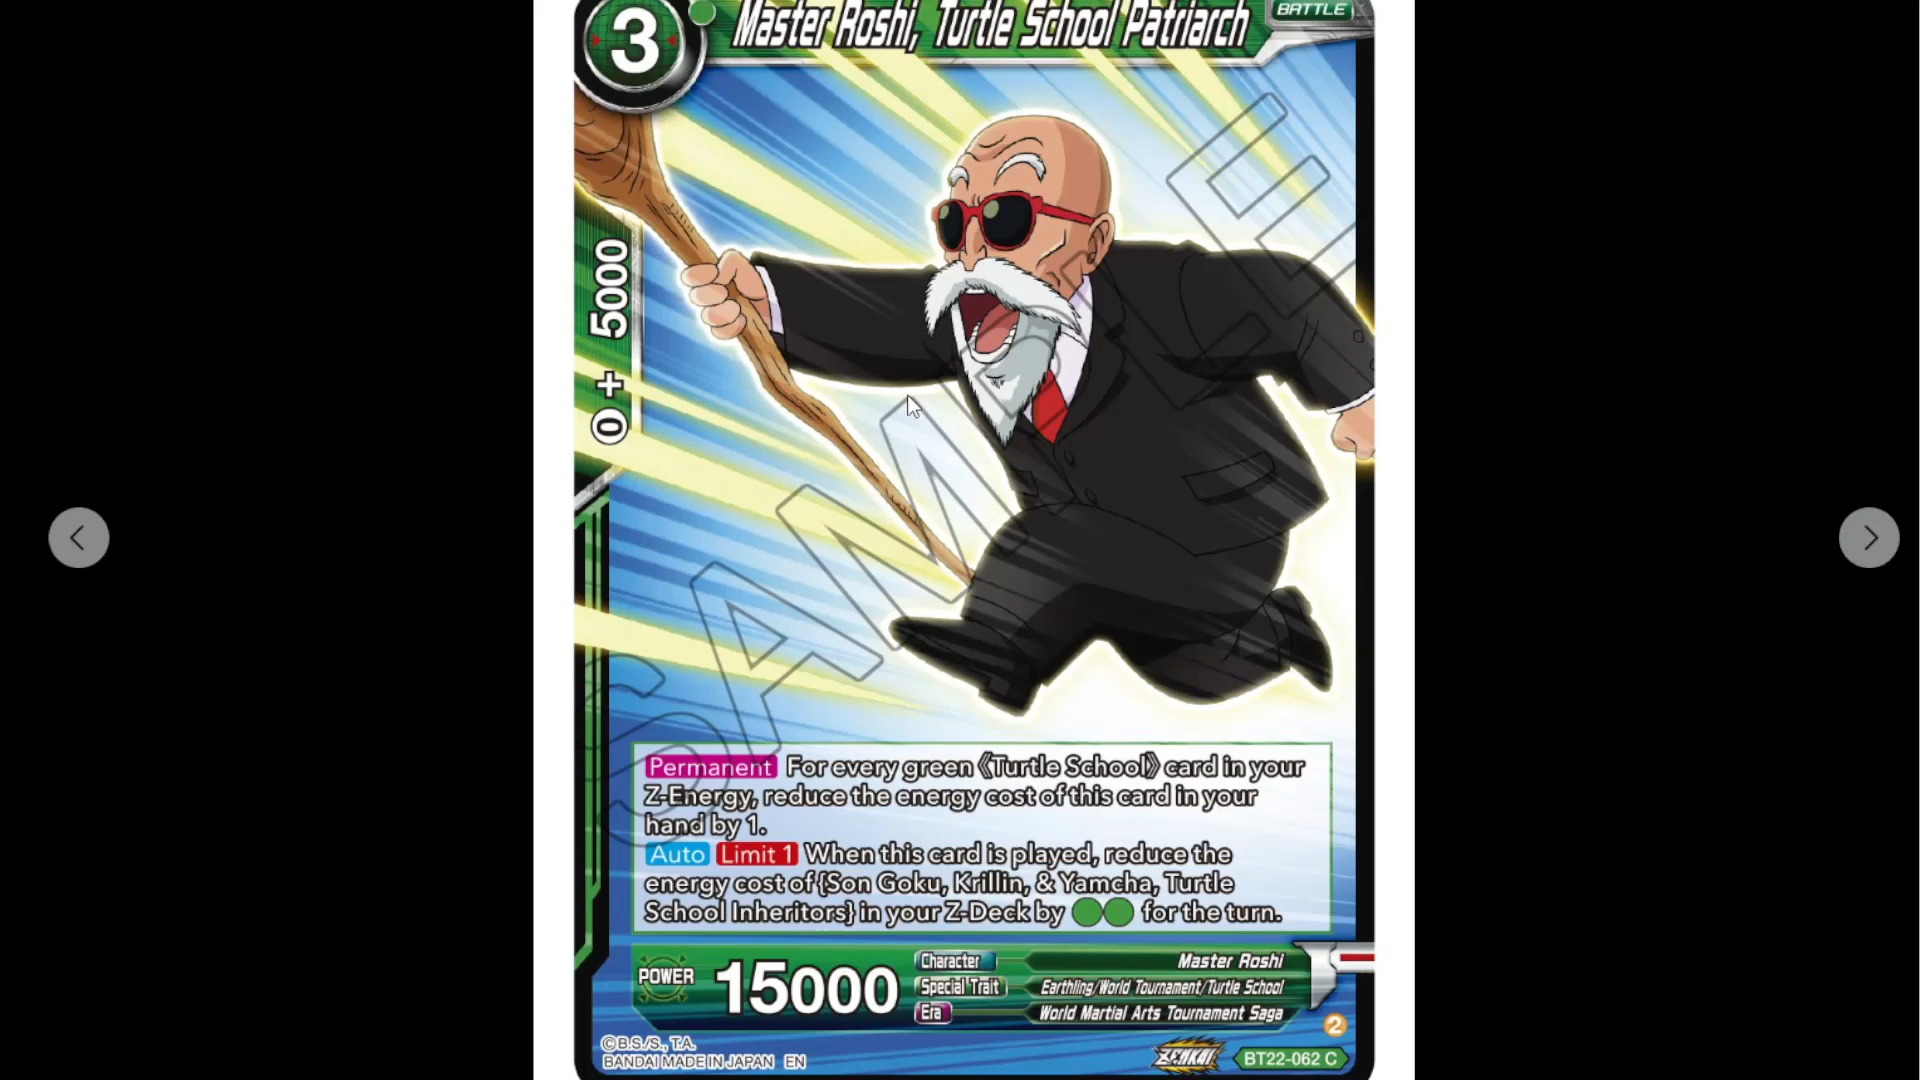 3
Master Roshi, Turtle School Patriarch
BATTLE
0 + 5000
SAMPLE
Permanent For every green 《Turtle School》 card in your
Z-Energy, reduce the energy cost of this card in your
hand by 1.
Auto Limit 1 When this card is played, reduce the
energy cost of {Son Goku, Krillin, & Yamcha, Turtle
School Inheritors} in your Z-Deck by for the turn.
POWER 15000
Character Master Roshi
Special Trait Earthling/World Tournament/Turtle School
Era World Martial Arts Tournament Saga
2
©B.S./S., T.A.
BANDAI MADE IN JAPAN EN
ZENKAI
BT22-062 C